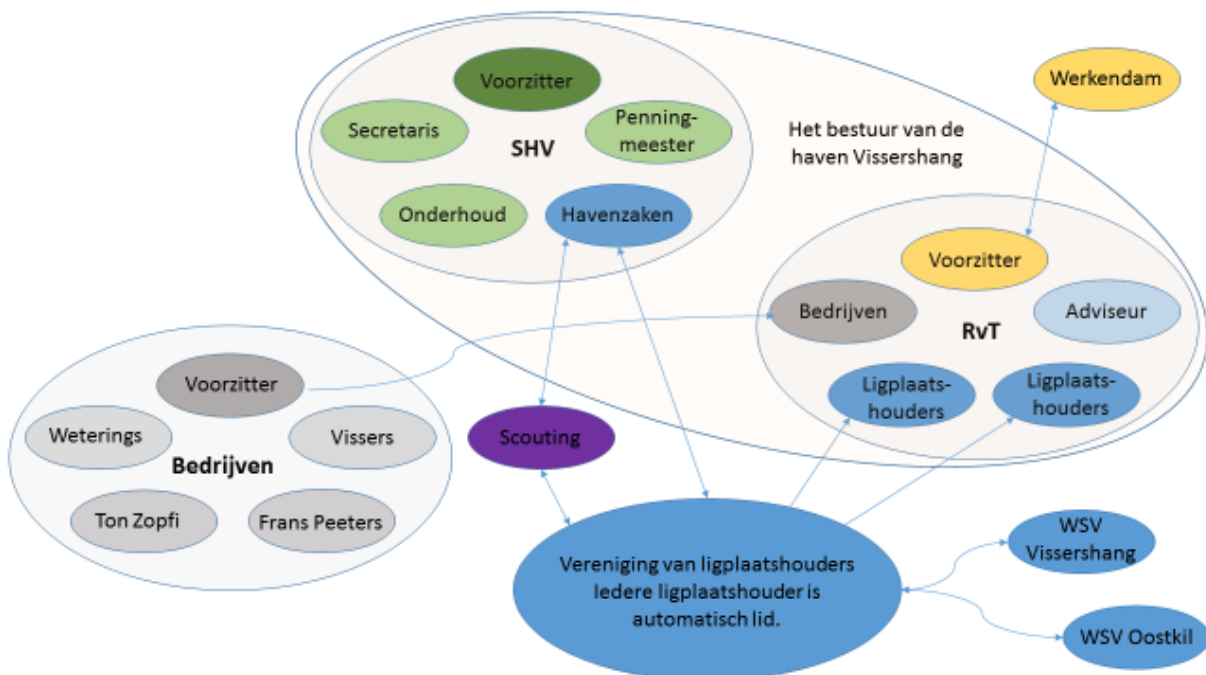 Voorzitter
Secretaris
Penning-
meester
SHV
Onderhoud
Havenzaken
Het bestuur van de
haven Vissershang
Werkendam
Voorzitter
Bedrijven
Adviseur
RvT
Ligplaats-
houders
Ligplaats-
houders
Voorzitter
Weterings
Vissers
Bedrijven
Ton Zopfi
Frans Peeters
Scouting
Vereniging van ligplaatshouders
Iedere ligplaatshouder is
automatisch lid.
WSV
Vissershang
WSV Oostkil